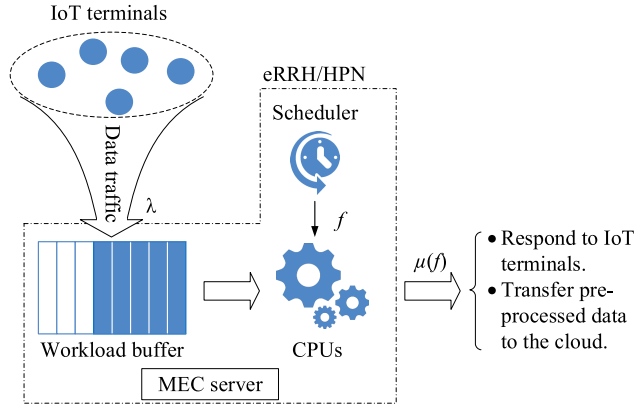 IoT terminals
eRRH/HPN
Scheduler
Data traffic
λ
f
μ(f)
• Respond to IoT
terminals.
• Transfer pre-
processed data
to the cloud.
Workload buffer
CPUs
MEC server